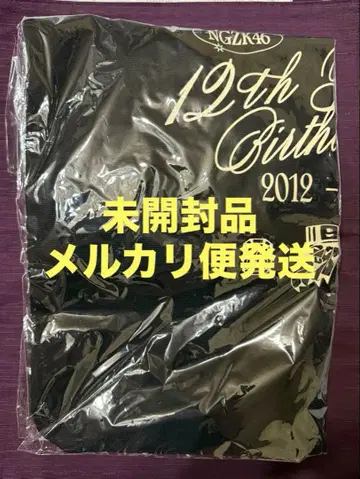 NGZK46
12th
Birth
2012 -
未開封品
メルカリ便発送